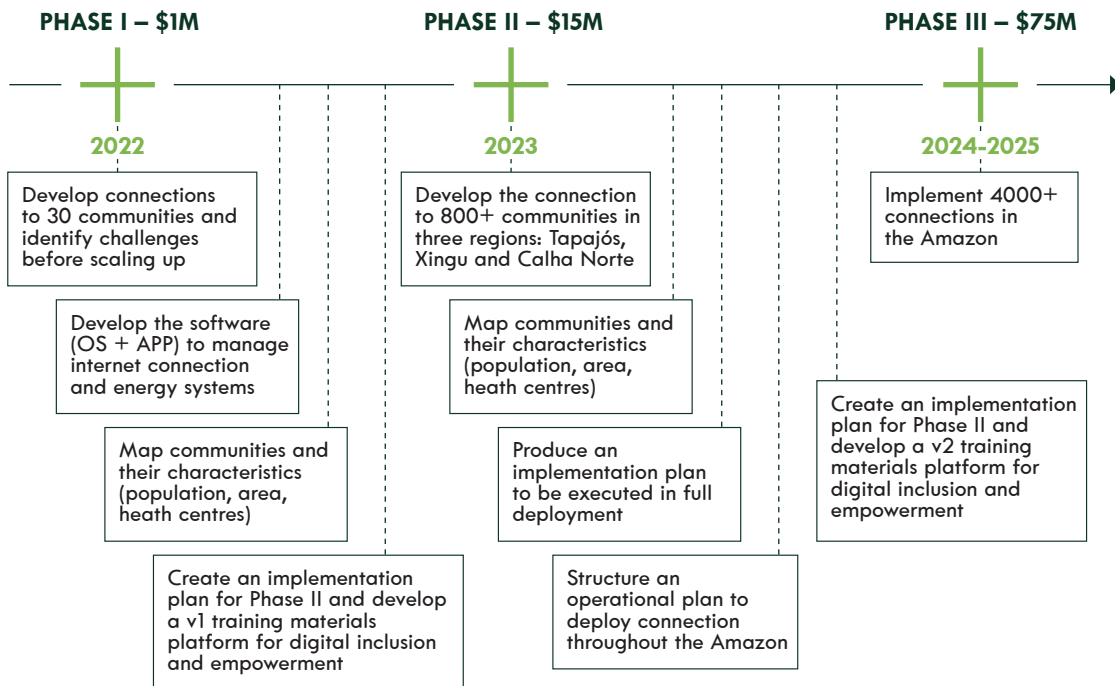 PHASE I – $1M
2022
Develop connections
to 30 communities and
identify challenges
before scaling up
Develop the software
(OS + APP) to manage
internet connection
and energy systems
Map communities and
their characteristics
(population, area,
heath centres)
Create an implementation
plan for Phase II and develop
a v1 training materials
platform for digital inclusion
and empowerment
PHASE II – $15M
2023
Develop the connection
to 800+ communities in
three regions: Tapajós,
Xingu and Calha Norte
Map communities and
their characteristics
(population, area,
heath centres)
Produce an
implementation plan
to be executed in full
deployment
Structure an
operational plan to
deploy connection
throughout the Amazon
Create an implementation
plan for Phase II and
develop a v2 training
materials platform for
digital inclusion and
empowerment
PHASE III – $75M
2024-2025
Implement 4000+
connections in
the Amazon